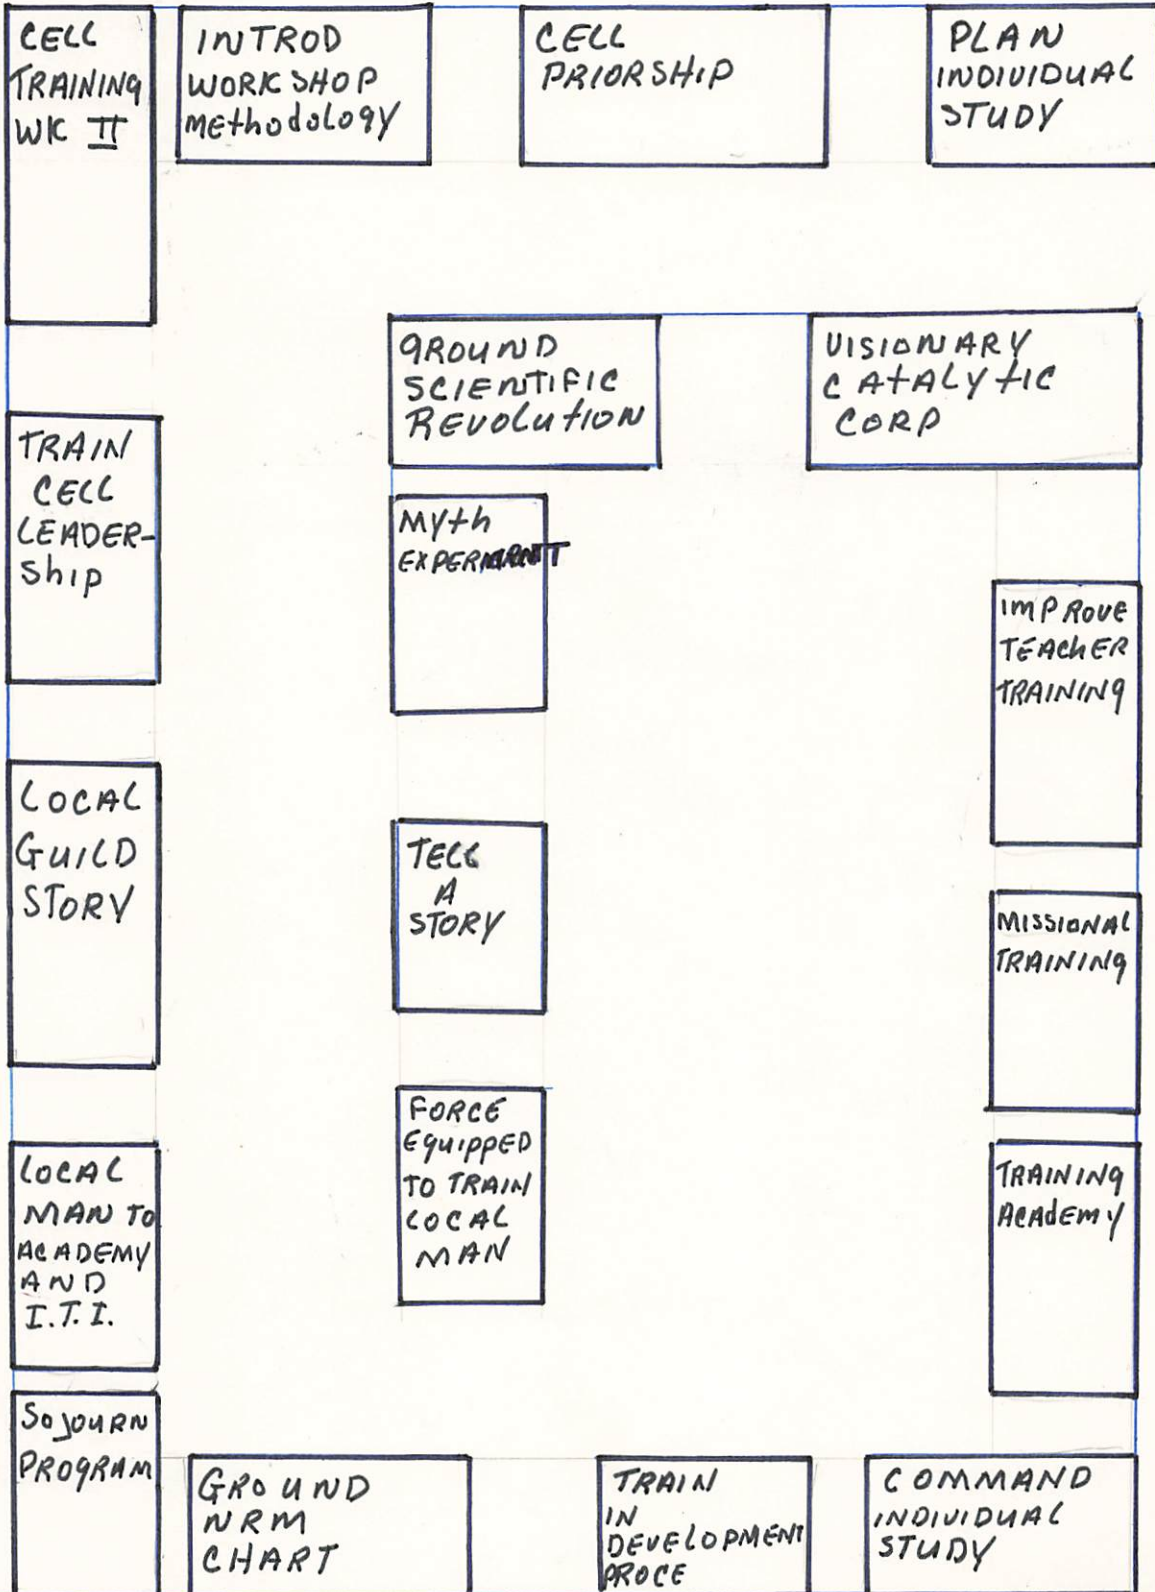 CELL
TRAINING
WK II
INTROD
WORKSHOP
Methodology
CELL
PRIORSHIP
PLAN
INDIVIDUAL
STUDY
GROUND
SCIENTIFIC
REVOLUTION
VISIONARY
CATALYTIC
CORP
TRAIN
CELL
LEADER-
Ship
Myth
IMPROVE
TEACHER
TRAINING
LOCAL
GUILD
STORY
TELL
A
STORY
MISSIONAL
TRAINING
FORCE
EQUIPPED
TO TRAIN
LOCAL
MAN
LOCAL
MAN TO
ACADEMY
AND
I.T.I.
TRAINING
ACADEMY
SOJOURN
PROGRAM
GROUND
NRM
CHART
TRAIN
IN
DEVELOPMENT
PROCE
COMMAND
INDIVIDUAL
STUDY